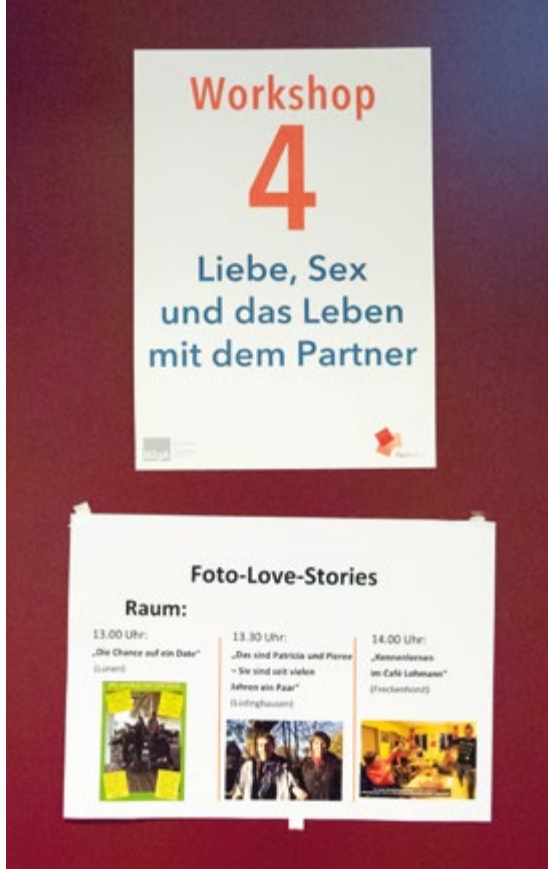 Workshop
4
Liebe, Sex
und das Leben
mit dem Partner
Foto-Love-Stories
Raum:
13.00 Uhr:
„Die Chance auf ein Date“
(Lünen)
13.30 Uhr:
„Das sind Patricia und Pierre
– Sie sind seit vielen
Jahren ein Paar“
(Lüdinghausen)
14.00 Uhr:
„Kennenlernen
im Café Lohmann“
(Freckenhorst)